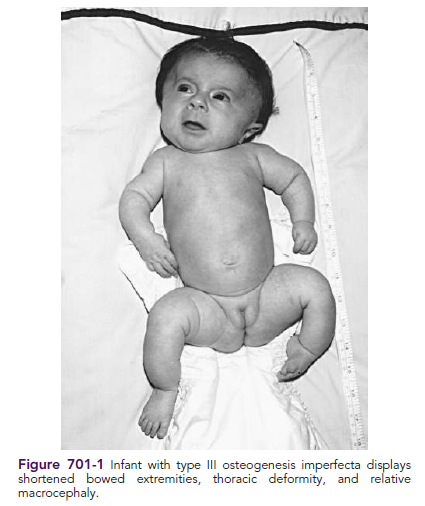 Figure 701-1 Infant with type III osteogenesis imperfecta displays
shortened bowed extremities, thoracic deformity, and relative
macrocephaly.